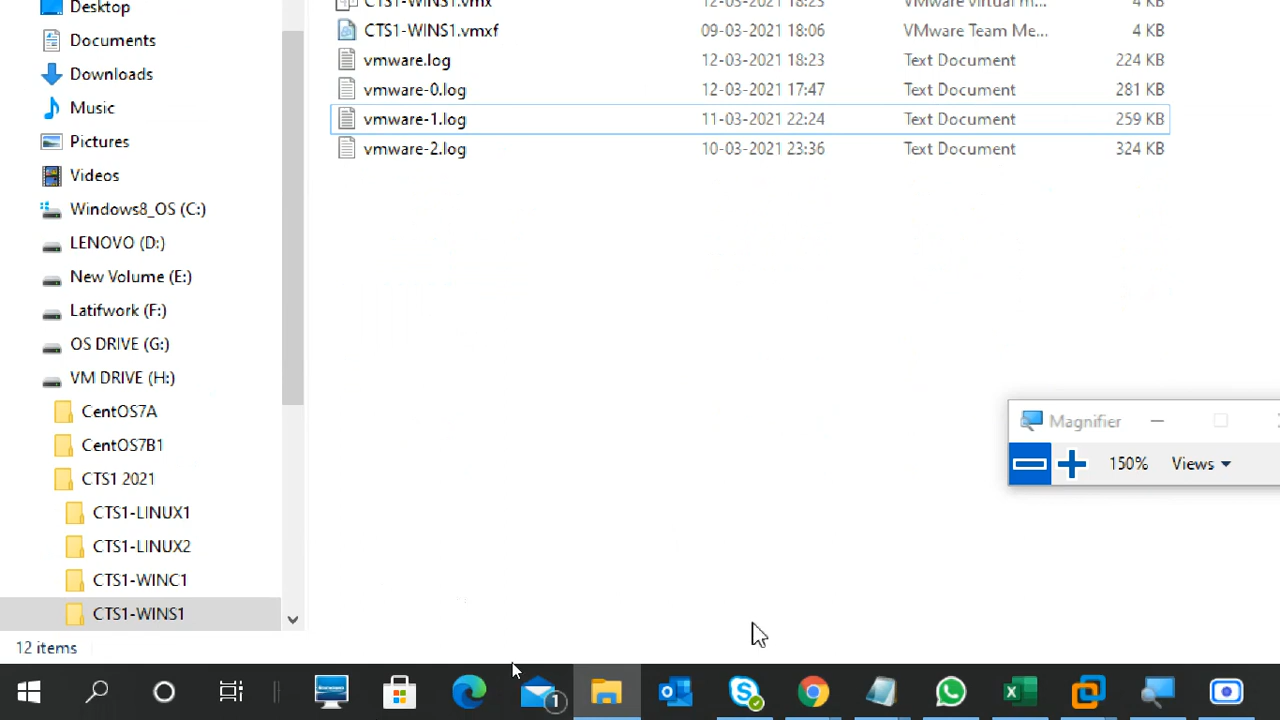 Desktop
Documents
Downloads
Music
Pictures
Videos
Windows8_OS (C:)
LENOVO (D:)
New Volume (E:)
Latifwork (F:)
OS DRIVE (G:)
VM DRIVE (H:)
CentOS7A
CentOS7B1
CTS1 2021
CTS1-LINUX1
CTS1-LINUX2
CTS1-WINC1
CTS1-WINS1
CTS1-WINS1.vmx 12-03-2021 18:23 VMware virtual m... 4 KB
CTS1-WINS1.vmxf 09-03-2021 18:06 VMware Team Me... 4 KB
vmware.log 12-03-2021 18:23 Text Document 224 KB
vmware-0.log 12-03-2021 17:47 Text Document 281 KB
vmware-1.log 11-03-2021 22:24 Text Document 259 KB
vmware-2.log 10-03-2021 23:36 Text Document 324 KB
Magnifier
150% Views
12 items
1